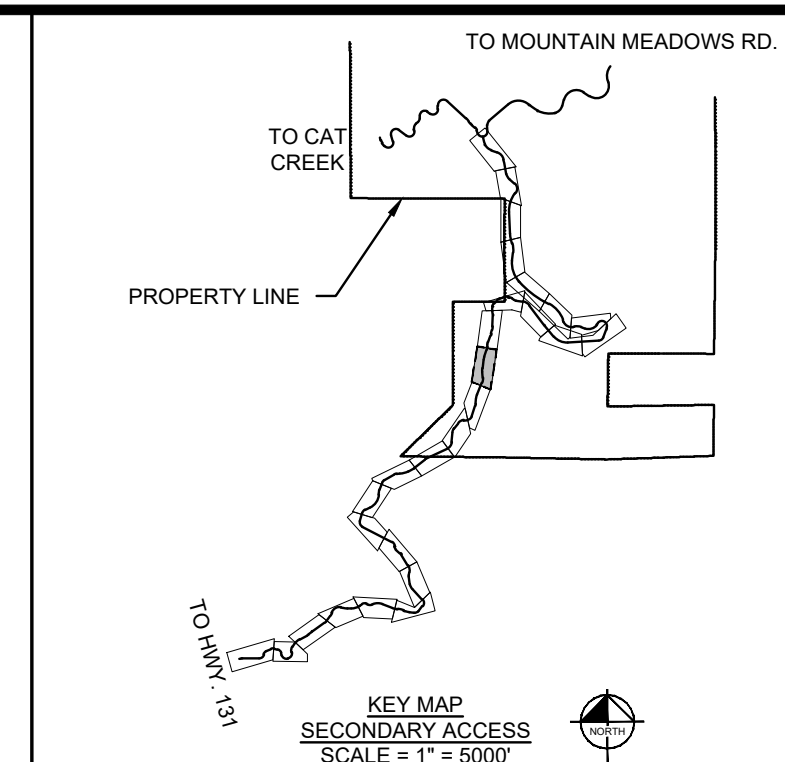 TO MOUNTAIN MEADOWS RD.
TO CAT
CREEK
PROPERTY LINE
TO HWY. 131
KEY MAP
SECONDARY ACCESS
SCALE = 1" = 5000'
NORTH